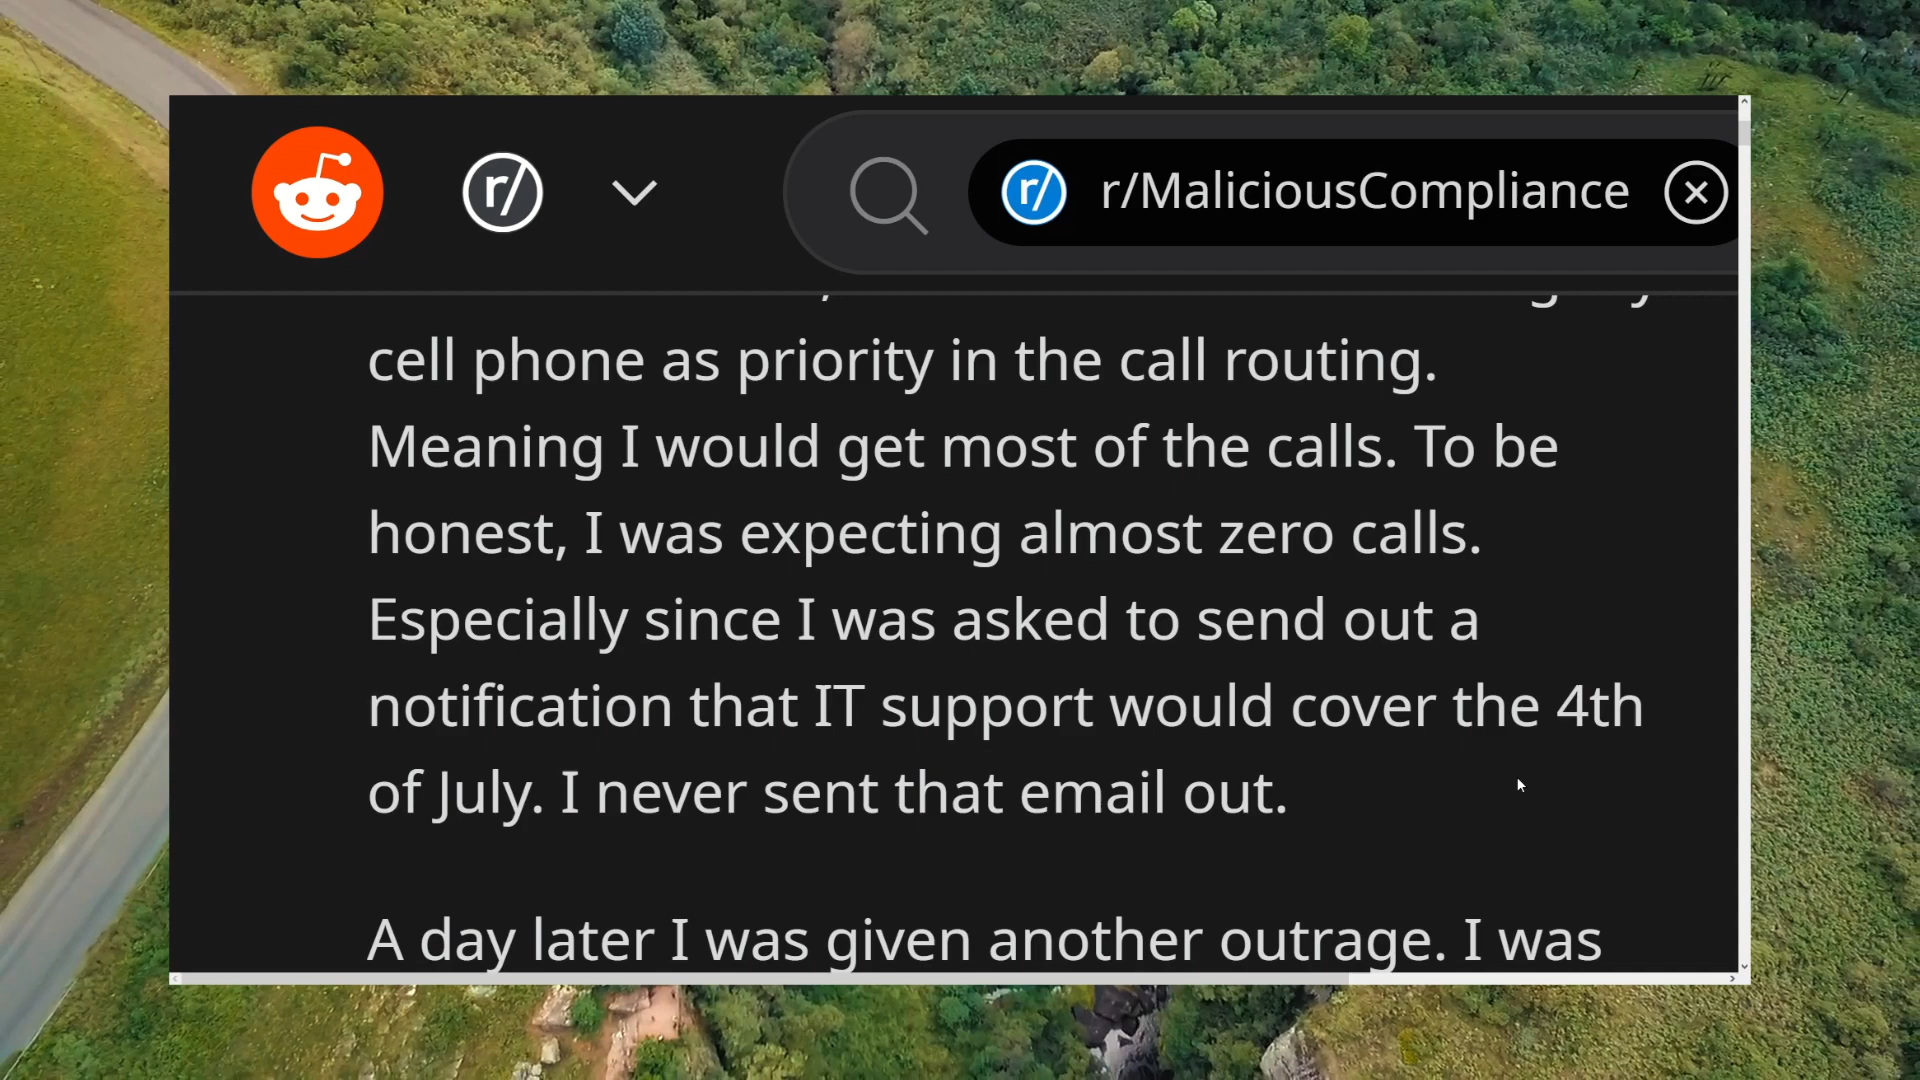 r/
r/
r/MaliciousCompliance
cell phone as priority in the call routing.
Meaning I would get most of the calls. To be
honest, I was expecting almost zero calls.
Especially since I was asked to send out a
notification that IT support would cover the 4th
of July. I never sent that email out.
A day later I was given another outrage. I was